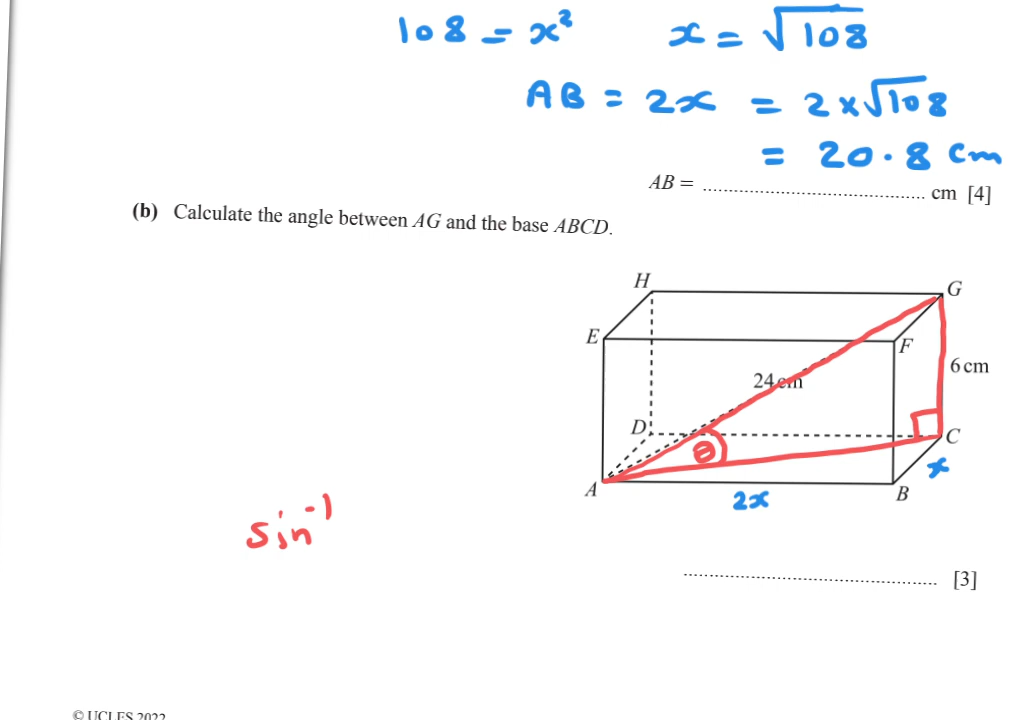 108 = x² x = √108
AB = 2x = 2 x √108
= 20.8 cm
AB = ........................................ cm [4]
(b) Calculate the angle between AG and the base ABCD.
H
G
E
F
6 cm
24 cm
D
θ
C
x
A
2x
B
sin⁻¹
........................................ [3]
© UCLES 2022